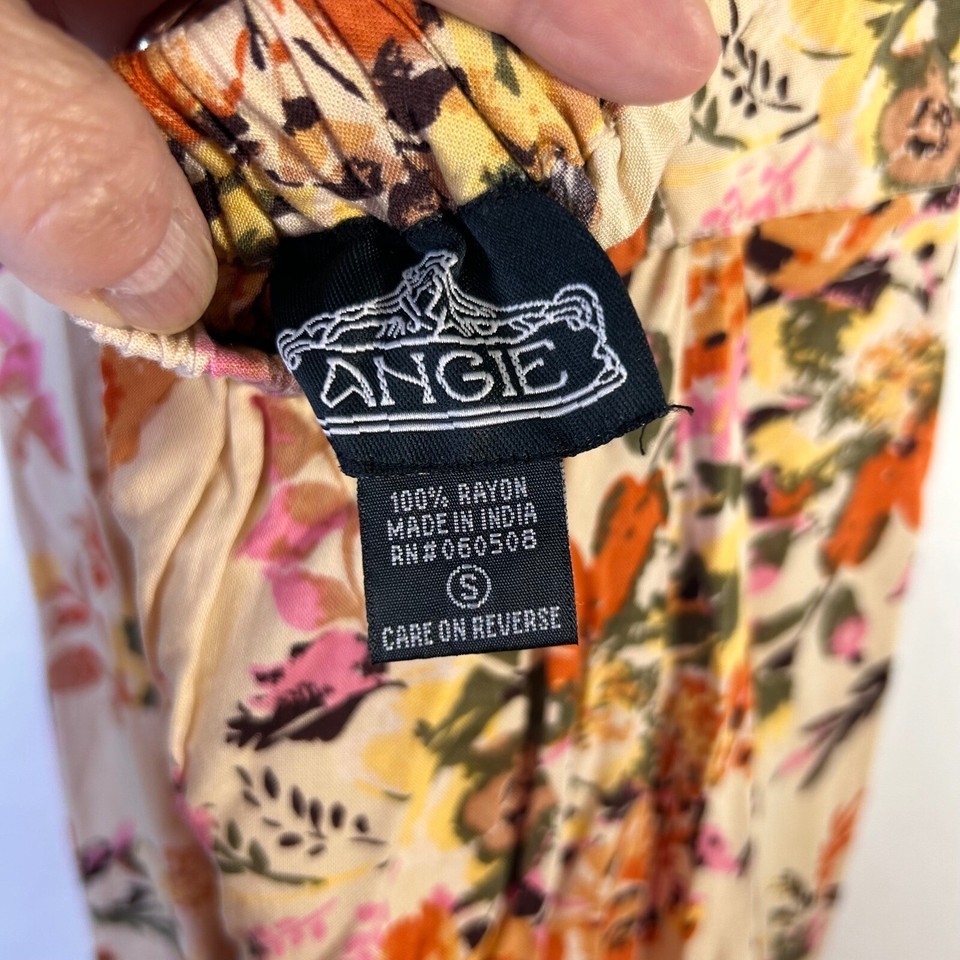 ANGIE
100% RAYON
MADE IN INDIA
RN#060508
S
CARE ON REVERSE